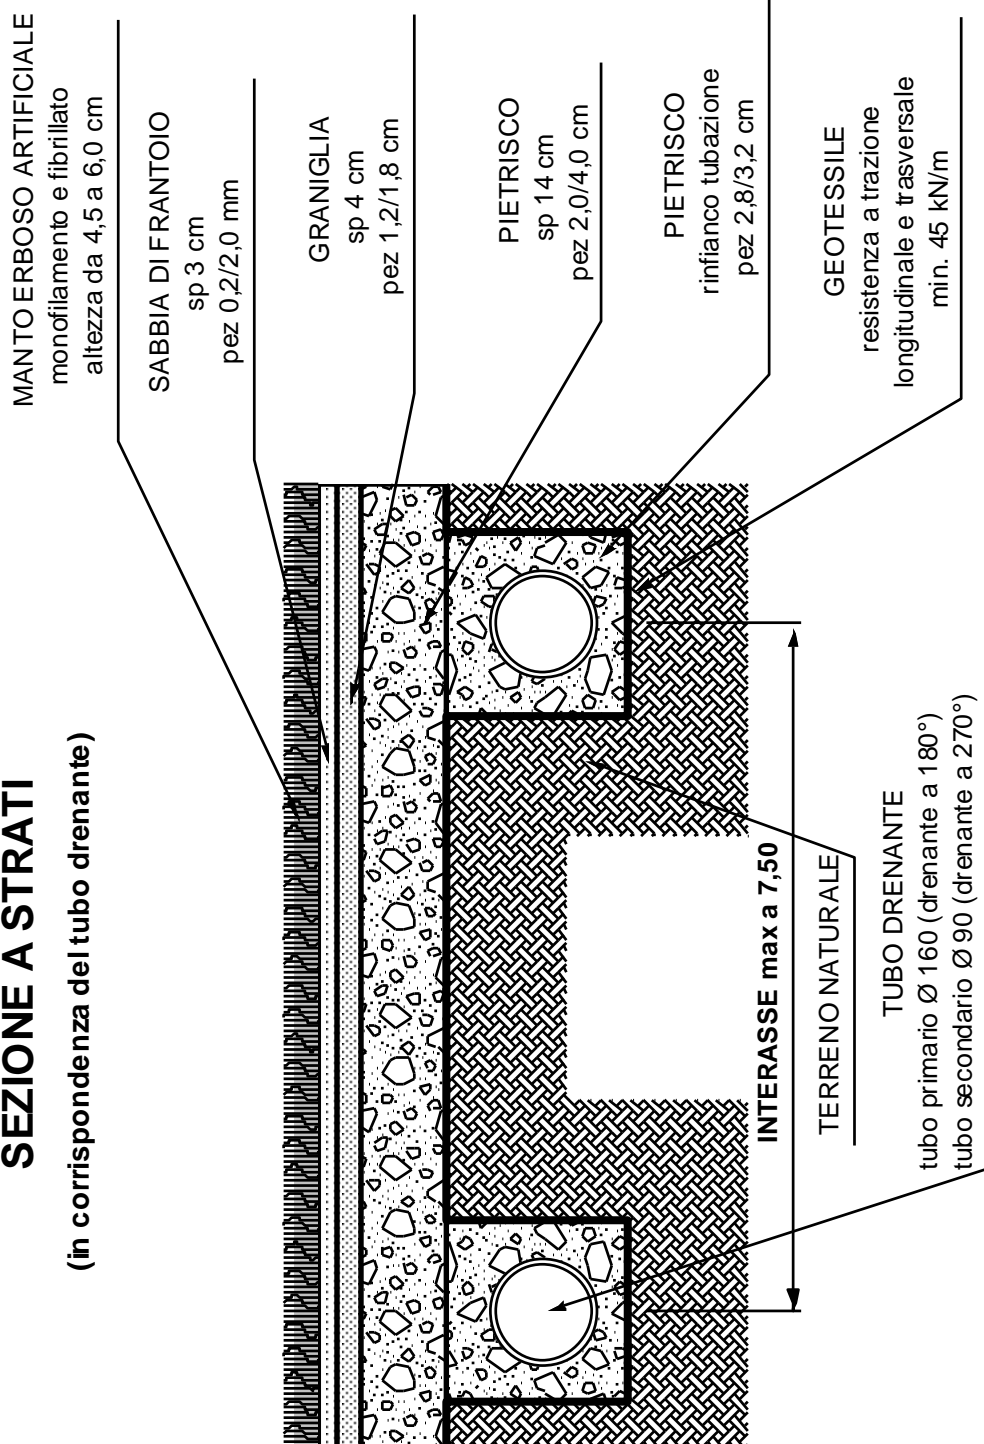 SEZIONE A STRATI
(in corrispondenza del tubo drenante)
MANTO ERBOSO ARTIFICIALE
monofilamento e fibrillato
altezza da 4,5 a 6,0 cm
SABBIA DI FRANTOIO
sp 3 cm
pez 0,2/2,0 mm
GRANIGLIA
sp 4 cm
pez 1,2/1,8 cm
PIETRISCO
sp 14 cm
pez 2,0/4,0 cm
PIETRISCO
rinfianco tubazione
pez 2,8/3,2 cm
GEOTESSILE
resistenza a trazione
longitudinale e trasversale
min. 45 kN/m
INTERASSE max a 7,50
TERRENO NATURALE
TUBO DRENANTE
tubo primario Ø 160 (drenante a 180°)
tubo secondario Ø 90 (drenante a 270°)